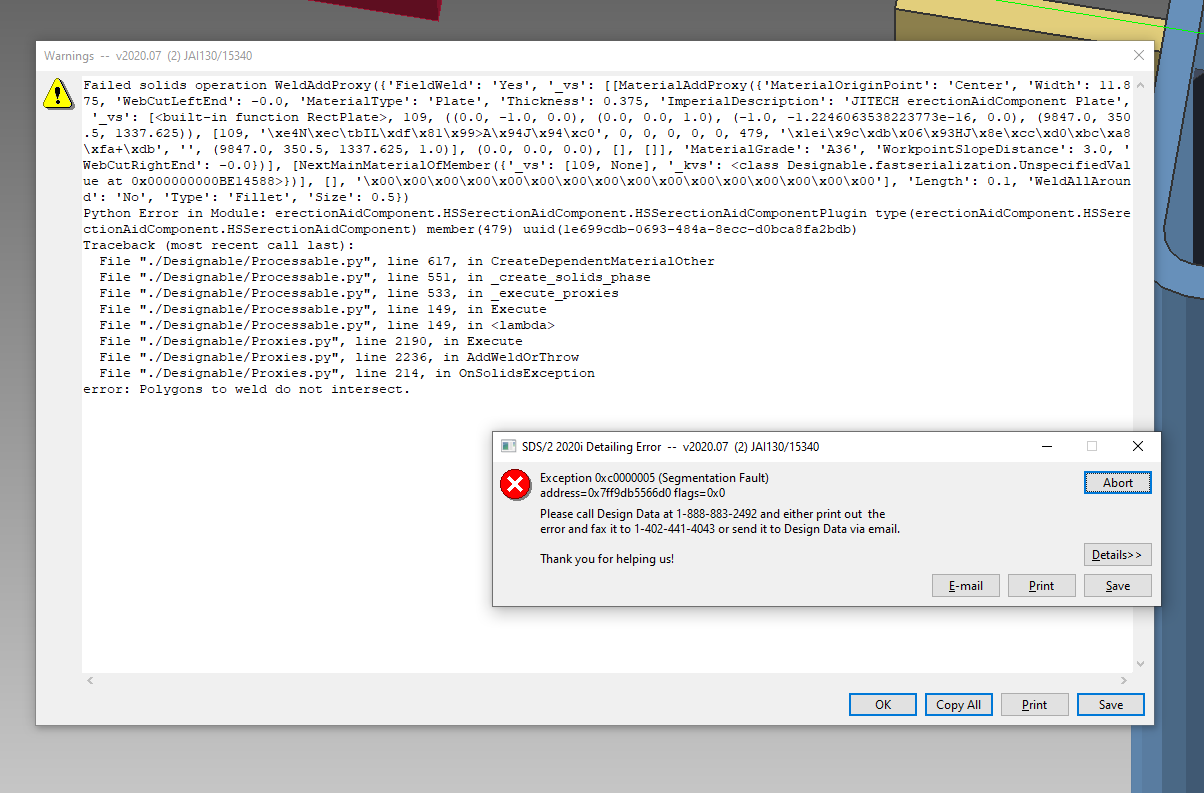 Warnings -- v2020.07 (2) JAI130/15340
Failed solids operation WeldAddProxy({'FieldWeld': 'Yes', '_vs': [[MaterialAddProxy({'MaterialOriginPoint': 'Center', 'Width': 11.8
75, 'WebCutLeftEnd': -0.0, 'MaterialType': 'Plate', 'Thickness': 0.375, 'ImperialDescription': 'JITECH erectionAidComponent Plate',
'_vs': [<built-in function RectPlate>, 109, ((0.0, -1.0, 0.0), (0.0, 0.0, 1.0), (-1.0, -1.2246063538223773e-16, 0.0), (9847.0, 350
.5, 1337.625)), [109, '\xe4N\xec\tbIL\xdf\x81\x99>A\x94J\x94\xc0', 0, 0, 0, 0, 0, 479, '\x1ei\x9c\xdb\x06\x93HJ\x8e\xcc\xd0\xbc\xa8
\xfa+\xdb', '', (9847.0, 350.5, 1337.625, 1.0)], (0.0, 0.0, 0.0), [], []], 'MaterialGrade': 'A36', 'WorkpointSlopeDistance': 3.0, '
WebCutRightEnd': -0.0})], [NextMainMaterialOfMember({'_vs': [109, None], '_kvs': <class Designable.fastserialization.UnspecifiedVal
ue at 0x000000000BE14588>})], [], '\x00\x00\x00\x00\x00\x00\x00\x00\x00\x00\x00\x00\x00\x00\x00\x00'], 'Length': 0.1, 'WeldAllAroun
d': 'No', 'Type': 'Fillet', 'Size': 0.5})
Python Error in Module: erectionAidComponent.HSSerectionAidComponent.HSSerectionAidComponentPlugin type(erectionAidComponent.HSSere
ctionAidComponent.HSSerectionAidComponent) member(479) uuid(1e699cdb-0693-484a-8ecc-d0bca8fa2bdb)
Traceback (most recent call last):
File "./Designable/Processable.py", line 617, in CreateDependentMaterialOther
File "./Designable/Processable.py", line 551, in _create_solids_phase
File "./Designable/Processable.py", line 533, in _execute_proxies
File "./Designable/Processable.py", line 149, in Execute
File "./Designable/Processable.py", line 149, in <lambda>
File "./Designable/Proxies.py", line 2190, in Execute
File "./Designable/Proxies.py", line 2236, in AddWeldOrThrow
File "./Designable/Proxies.py", line 214, in OnSolidsException
error: Polygons to weld do not intersect.
SDS/2 2020i Detailing Error -- v2020.07 (2) JAI130/15340
Exception 0xc0000005 (Segmentation Fault)
address=0x7ff9db5566d0 flags=0x0
Abort
Please call Design Data at 1-888-883-2492 and either print out the
error and fax it to 1-402-441-4043 or send it to Design Data via email.
Thank you for helping us!
Details>>
E-mail
Print
Save
OK
Copy All
Print
Save